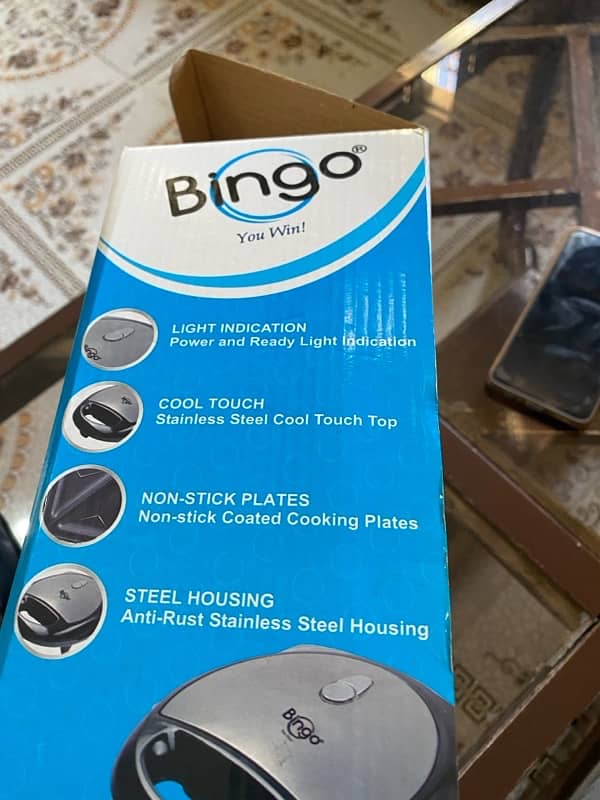 Bingo®
You Win!
Bingo
LIGHT INDICATION
Power and Ready Light Indication
COOL TOUCH
Stainless Steel Cool Touch Top
NON-STICK PLATES
Non-stick Coated Cooking Plates
STEEL HOUSING
Anti-Rust Stainless Steel Housing
Bingo